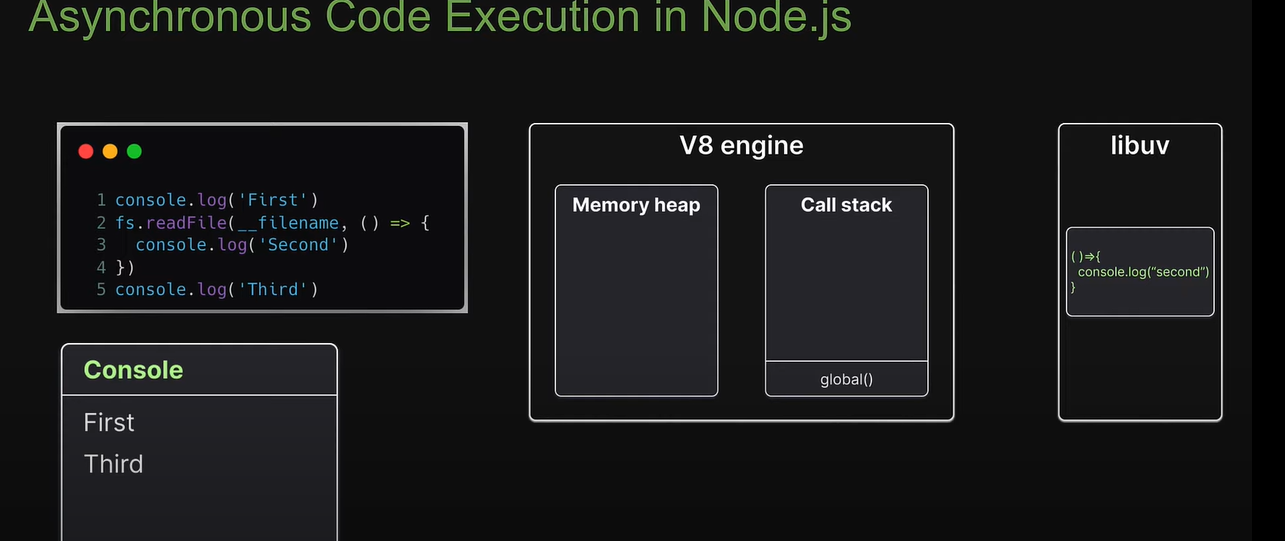 Asynchronous Code Execution in Node.js
1 console.log('First')
2 fs.readFile(__filename, () => {
3   console.log('Second')
4 })
5 console.log('Third')
Console
First
Third
V8 engine
Memory heap
Call stack
global()
libuv
()=>{
  console.log(“second”)
}